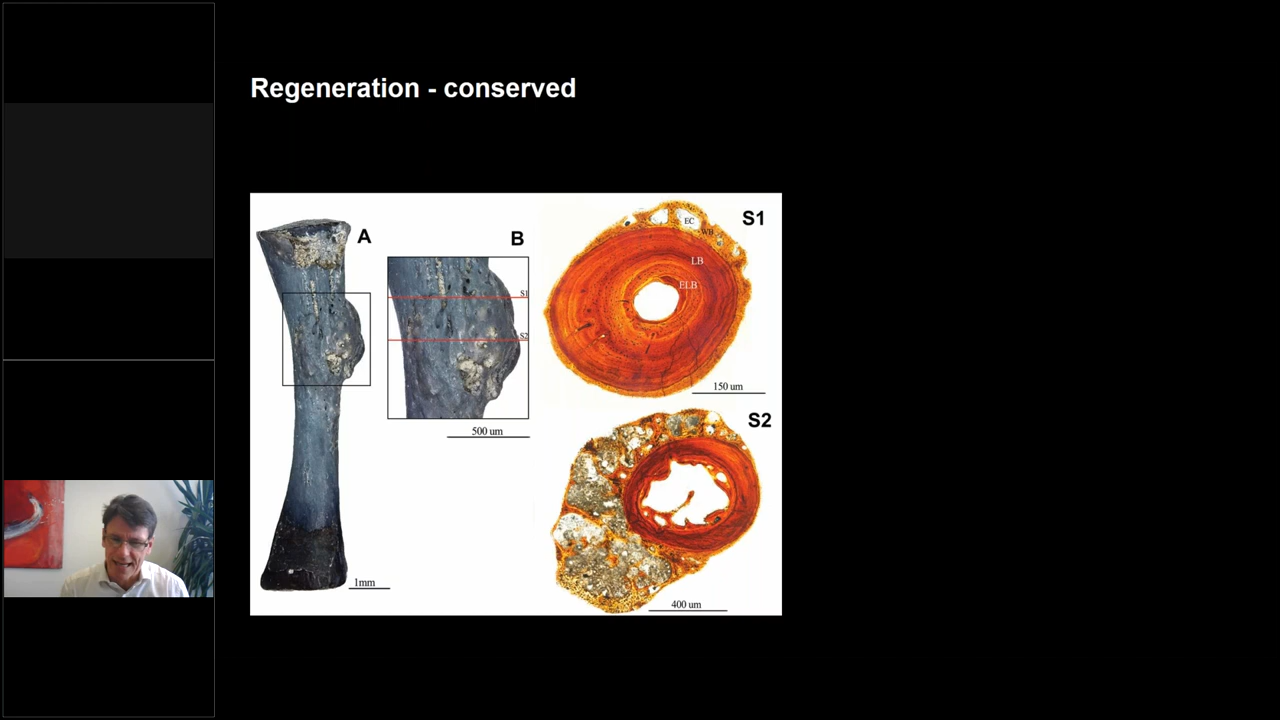 Regeneration - conserved
A
B
S1
S2
500 um
1mm
S1
EC
WB
LB
ELB
150 um
S2
400 um